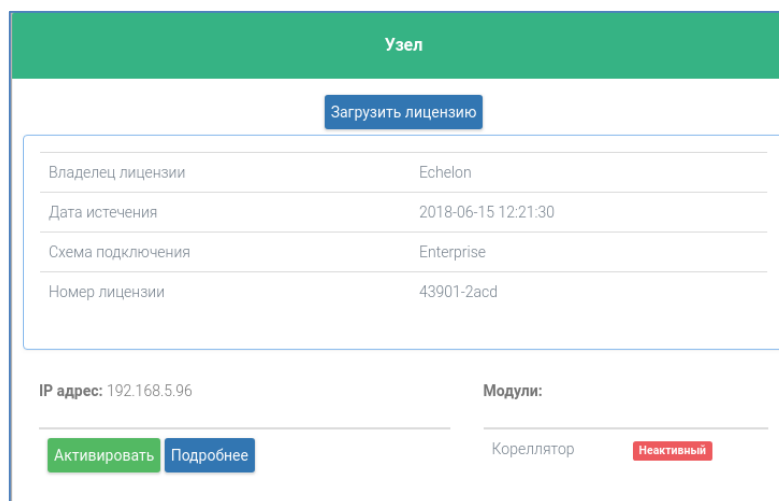 Узел
Загрузить лицензию
Владелец лицензии Echelon
Дата истечения 2018-06-15 12:21:30
Схема подключения Enterprise
Номер лицензии 43901-2acd
IP адрес: 192.168.5.96 Модули:
Активировать Подробнее Кореллятор Неактивный